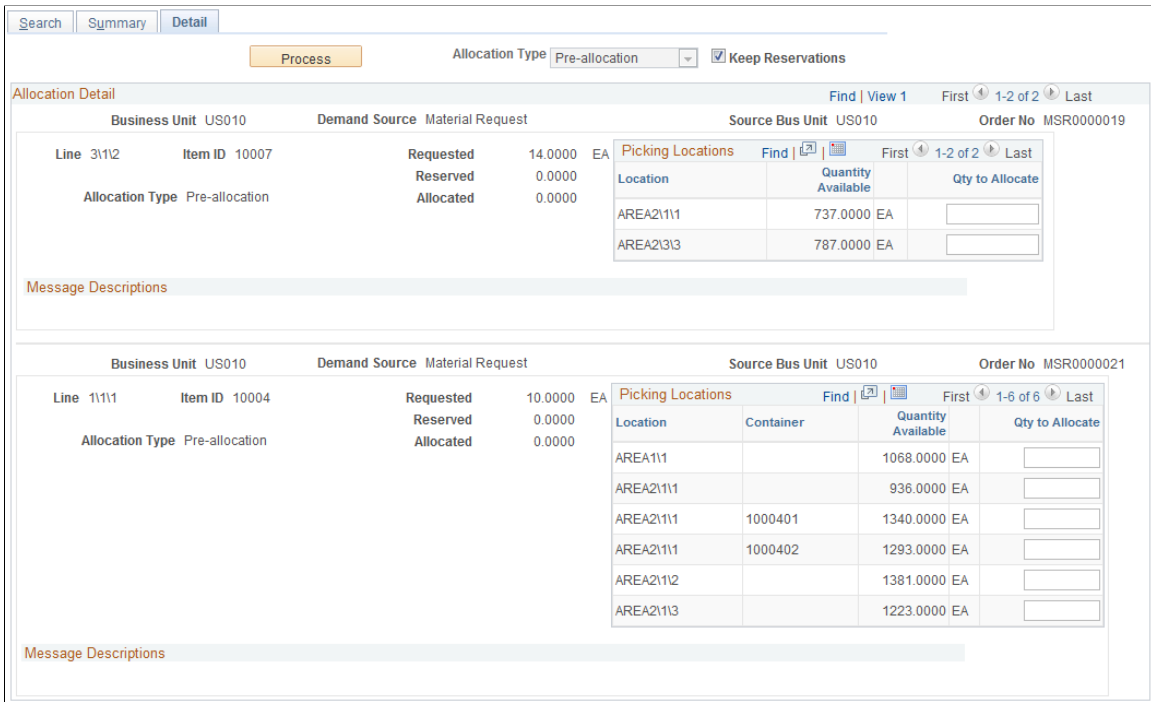 Search Summary Detail
Process Allocation Type Pre-allocation Keep Reservations
Allocation Detail Find | View 1 First 1-2 of 2 Last
Business Unit US010 Demand Source Material Request Source Bus Unit US010 Order No MSR0000019
Line 3\1\2 Item ID 10007 Requested 14.0000 EA
Reserved 0.0000
Allocation Type Pre-allocation Allocated 0.0000
Picking Locations Find | | First 1-2 of 2 Last
Location Quantity Available Qty to Allocate
AREA2\1\1 737.0000 EA
AREA2\3\3 787.0000 EA
Message Descriptions
Business Unit US010 Demand Source Material Request Source Bus Unit US010 Order No MSR0000021
Line 1\1\1 Item ID 10004 Requested 10.0000 EA
Reserved 0.0000
Allocation Type Pre-allocation Allocated 0.0000
Picking Locations Find | | First 1-6 of 6 Last
Location Container Quantity Available Qty to Allocate
AREA1\1 1068.0000 EA
AREA2\1\1 936.0000 EA
AREA2\1\1 1000401 1340.0000 EA
AREA2\1\1 1000402 1293.0000 EA
AREA2\1\2 1381.0000 EA
AREA2\1\3 1223.0000 EA
Message Descriptions